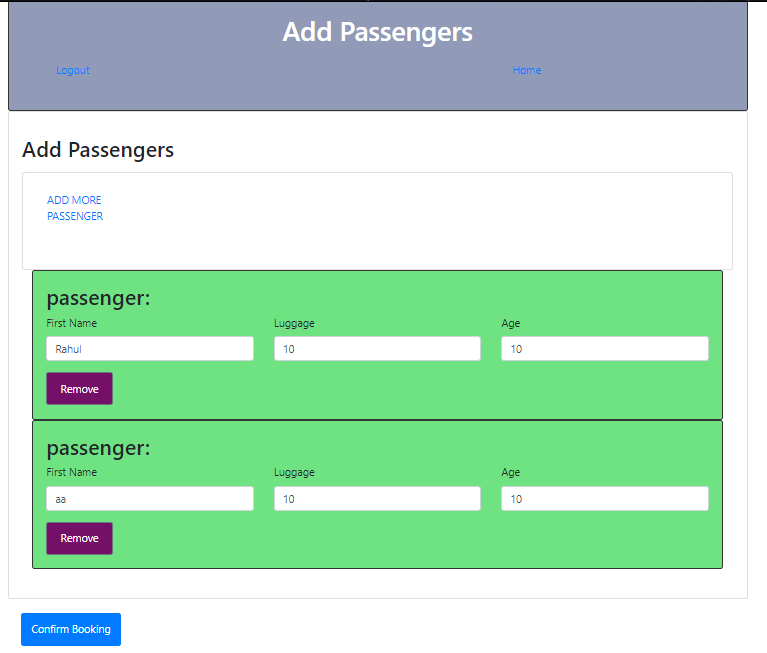 Add Passengers
Logout Home
Add Passengers
ADD MORE
PASSENGER
passenger:
First Name Luggage Age
Rahul 10 10
Remove
passenger:
First Name Luggage Age
aa 10 10
Remove
Confirm Booking